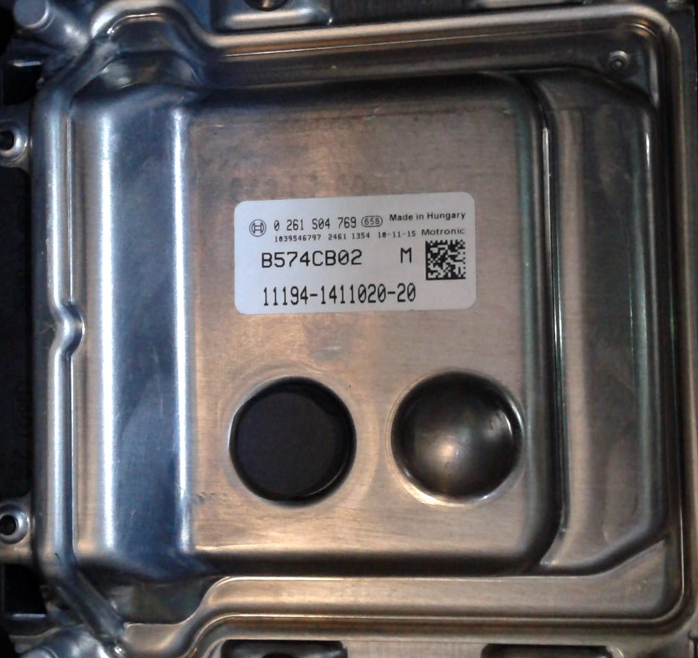 0 261 S04 769 658 Made in Hungary
1039S46797 2461 1354 10-11-15 Motronic
B574CB02 M
11194-1411020-20